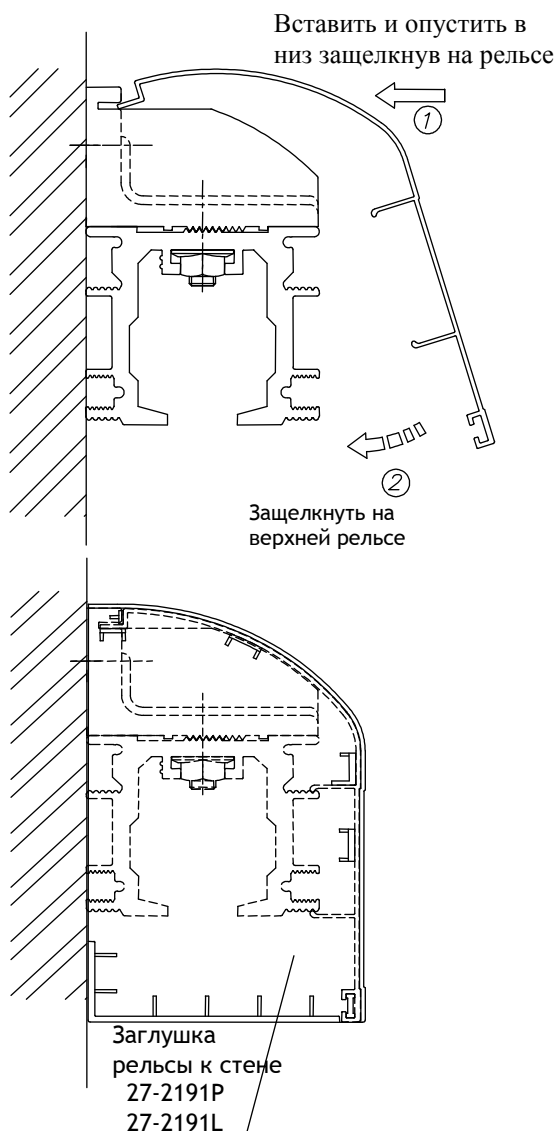 Вставить и опустить в
низ защелкнув на рельсе
1
2
Защелкнуть на
верхней рельсе
Заглушка
рельсы к стене
27-2191P
27-2191L